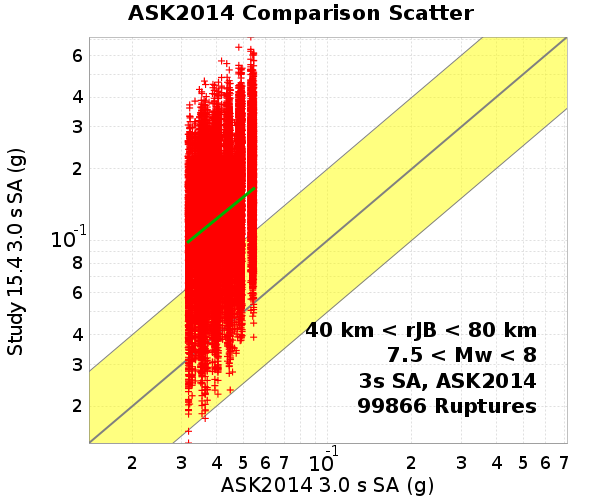 ASK2014 Comparison Scatter
Study 15.4 3.0 s SA (g)
6
4
3
2
10-1
8
6
4
3
2
40 km < rJB < 80 km
7.5 < Mw < 8
3s SA, ASK2014
99866 Ruptures
2 3 4 5 6 7 10-1 2 3 4 5 6 7
ASK2014 3.0 s SA (g)